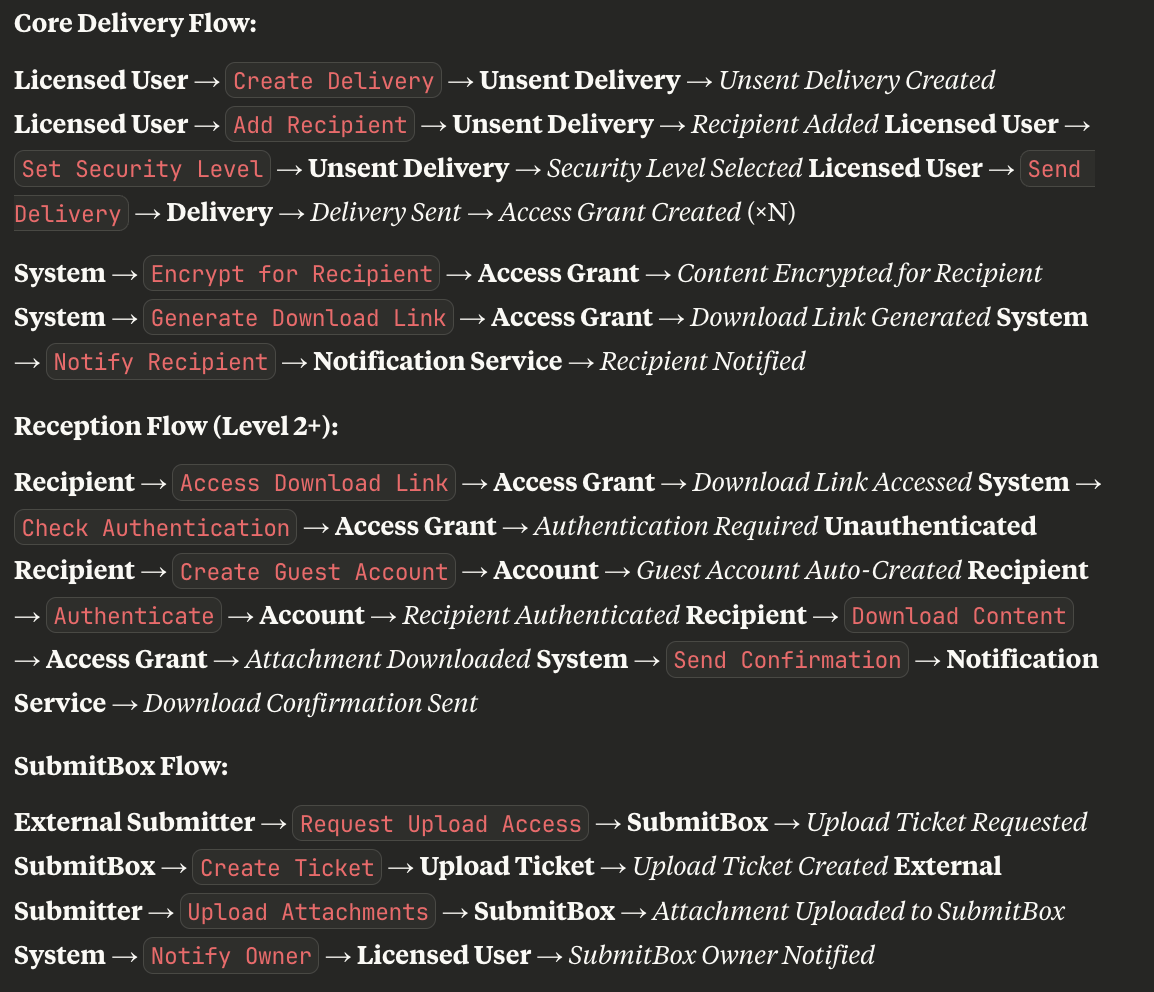 Core Delivery Flow:
Licensed User → Create Delivery → Unsent Delivery → Unsent Delivery Created
Licensed User → Add Recipient → Unsent Delivery → Recipient Added Licensed User →
Set Security Level → Unsent Delivery → Security Level Selected Licensed User → Send
Delivery → Delivery → Delivery Sent → Access Grant Created (×N)
System → Encrypt for Recipient → Access Grant → Content Encrypted for Recipient
System → Generate Download Link → Access Grant → Download Link Generated System
→ Notify Recipient → Notification Service → Recipient Notified
Reception Flow (Level 2+):
Recipient → Access Download Link → Access Grant → Download Link Accessed System →
Check Authentication → Access Grant → Authentication Required Unauthenticated
Recipient → Create Guest Account → Account → Guest Account Auto-Created Recipient
→ Authenticate → Account → Recipient Authenticated Recipient → Download Content
→ Access Grant → Attachment Downloaded System → Send Confirmation → Notification
Service → Download Confirmation Sent
SubmitBox Flow:
External Submitter → Request Upload Access → SubmitBox → Upload Ticket Requested
SubmitBox → Create Ticket → Upload Ticket → Upload Ticket Created External
Submitter → Upload Attachments → SubmitBox → Attachment Uploaded to SubmitBox
System → Notify Owner → Licensed User → SubmitBox Owner Notified